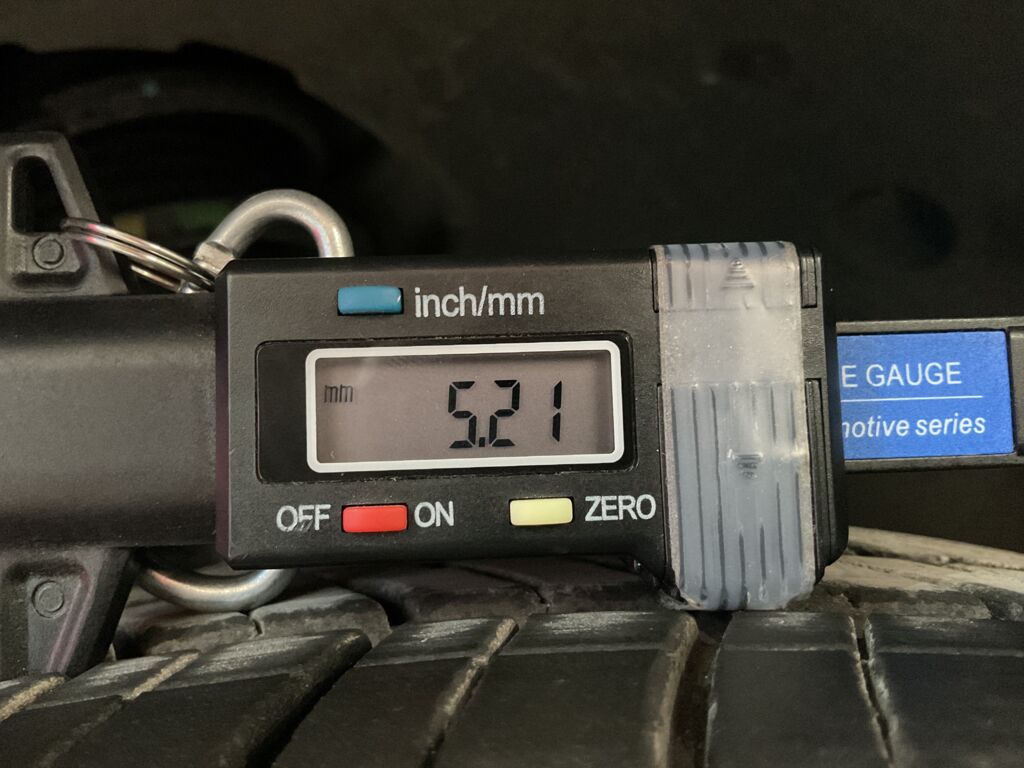 inch/mm
mm
5.21
OFF ON ZERO
E GAUGE
motive series